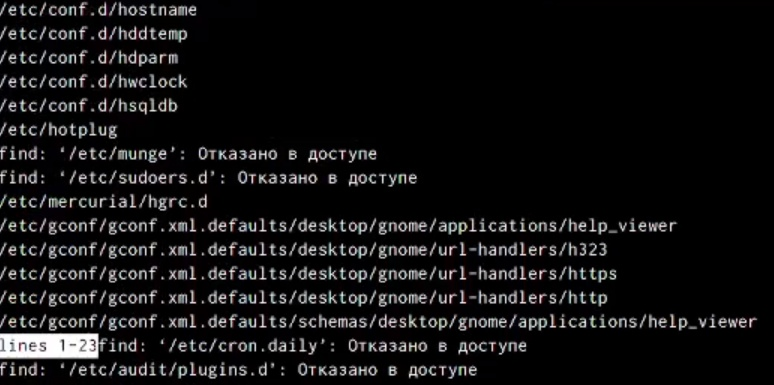 /etc/conf.d/hostname
/etc/conf.d/hddtemp
/etc/conf.d/hdparm
/etc/conf.d/hwclock
/etc/conf.d/hsqldb
/etc/hotplug
find: ‘/etc/munge’: Отказано в доступе
find: ‘/etc/sudoers.d’: Отказано в доступе
/etc/mercurial/hgrc.d
/etc/gconf/gconf.xml.defaults/desktop/gnome/applications/help_viewer
/etc/gconf/gconf.xml.defaults/desktop/gnome/url-handlers/h323
/etc/gconf/gconf.xml.defaults/desktop/gnome/url-handlers/https
/etc/gconf/gconf.xml.defaults/desktop/gnome/url-handlers/http
/etc/gconf/gconf.xml.defaults/schemas/desktop/gnome/applications/help_viewer
lines 1-23find: ‘/etc/cron.daily’: Отказано в доступе
find: ‘/etc/audit/plugins.d’: Отказано в доступе